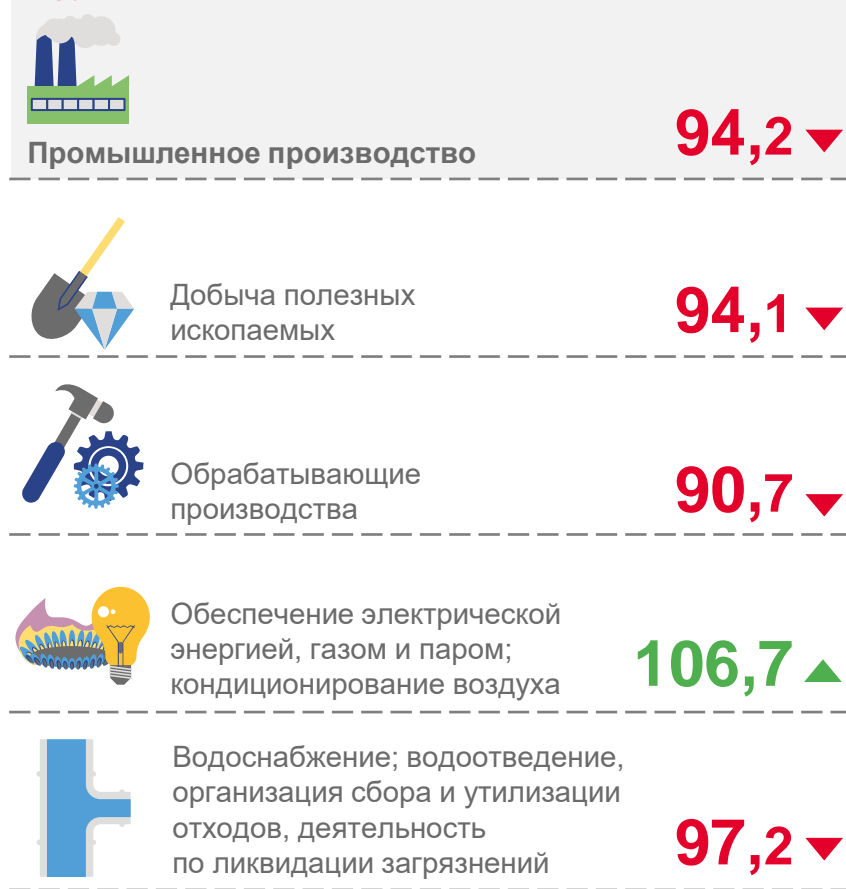 Промышленное производство
94,2
Добыча полезных
ископаемых
94,1
Обрабатывающие
производства
90,7
Обеспечение электрической
энергией, газом и паром;
кондиционирование воздуха
106,7
Водоснабжение; водоотведение,
организация сбора и утилизации
отходов, деятельность
по ликвидации загрязнений
97,2